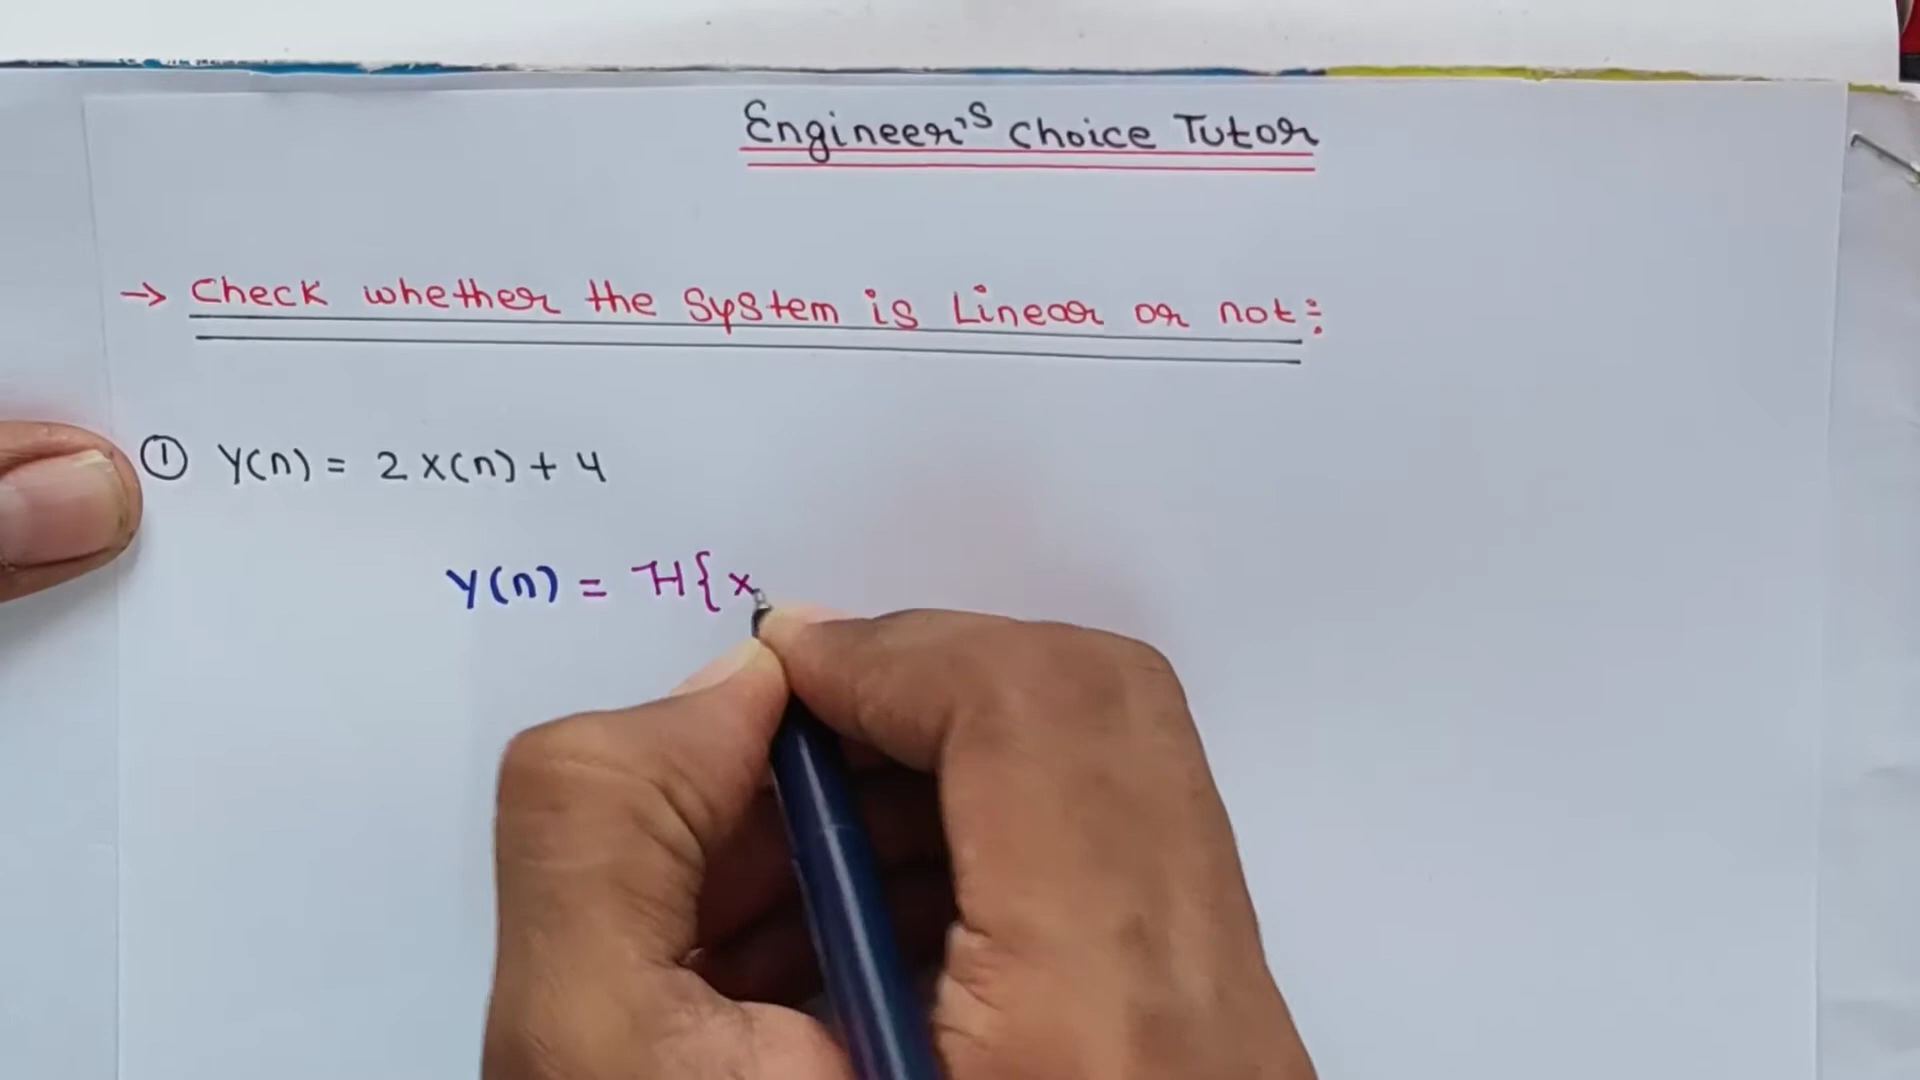 Engineer's Choice Tutor
→ Check whether the System is Linear or not:
① y(n) = 2x(n) + 4
y(n) = H{x